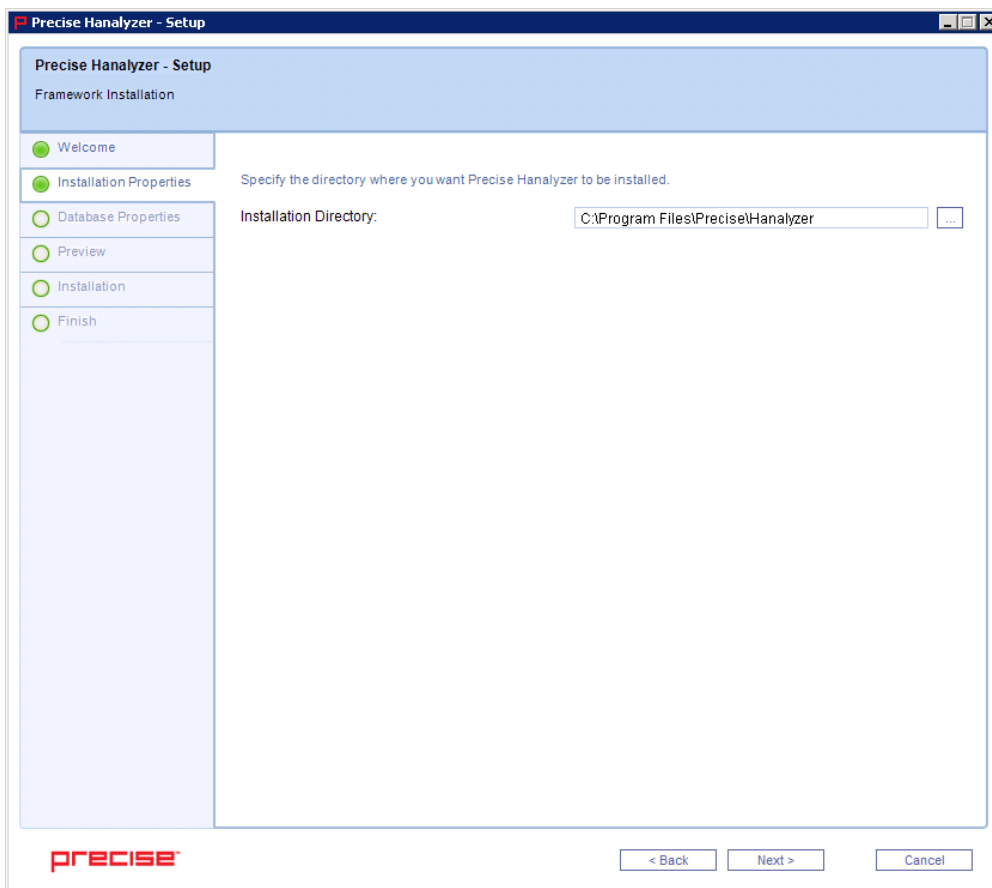 Precise Hanalyzer - Setup
Precise Hanalyzer - Setup
Framework Installation
Welcome
Installation Properties
Database Properties
Preview
Installation
Finish
Specify the directory where you want Precise Hanalyzer to be installed.
Installation Directory: C:\Program Files\Precise\Hanalyzer ...
precise
< Back Next > Cancel